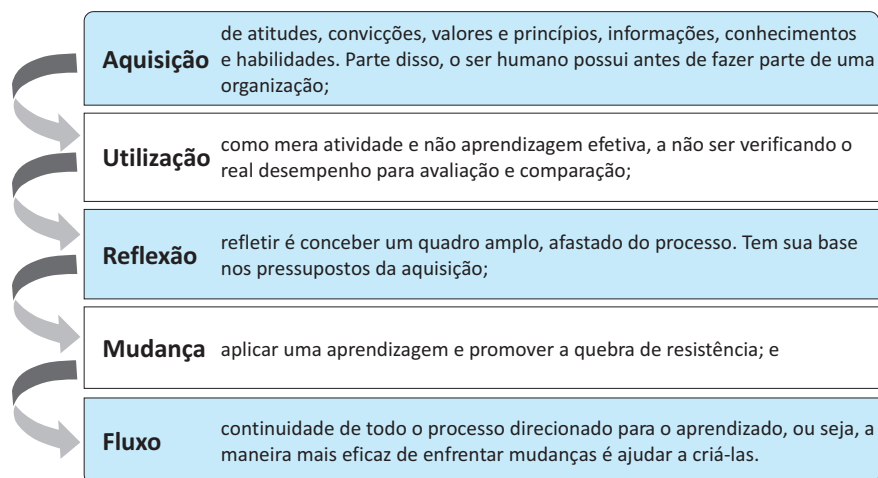 de atitudes, convicções, valores e princípios, informações, conhecimentos
Aquisição e habilidades. Parte disso, o ser humano possui antes de fazer parte de uma
organização;
Utilização como mera atividade e não aprendizagem efetiva, a não ser verificando o
real desempenho para avaliação e comparação;
Reflexão refletir é conceber um quadro amplo, afastado do processo. Tem sua base
nos pressupostos da aquisição;
Mudança aplicar uma aprendizagem e promover a quebra de resistência; e
Fluxo continuidade de todo o processo direcionado para o aprendizado, ou seja, a
maneira mais eficaz de enfrentar mudanças é ajudar a criá-las.